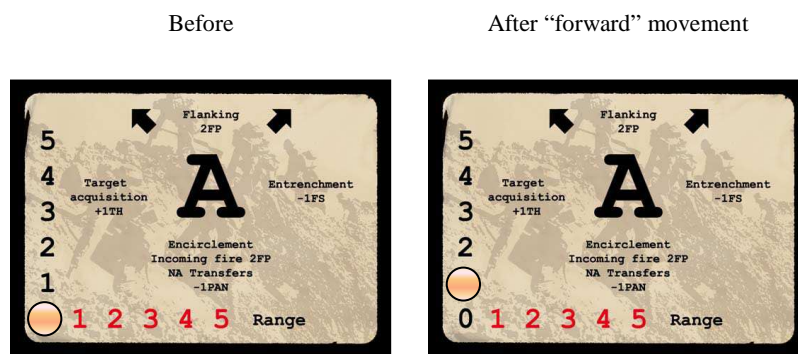 Before
After “forward” movement
Flanking
2FP
5
4
3
2
1
Target
acquisition
+1TH
A
Entrenchment
-1FS
Encirclement
Incoming fire 2FP
NA Transfers
-1PAN
1 2 3 4 5 Range
Flanking
2FP
5
4
3
2
Target
acquisition
+1TH
A
Entrenchment
-1FS
Encirclement
Incoming fire 2FP
NA Transfers
-1PAN
0 1 2 3 4 5 Range